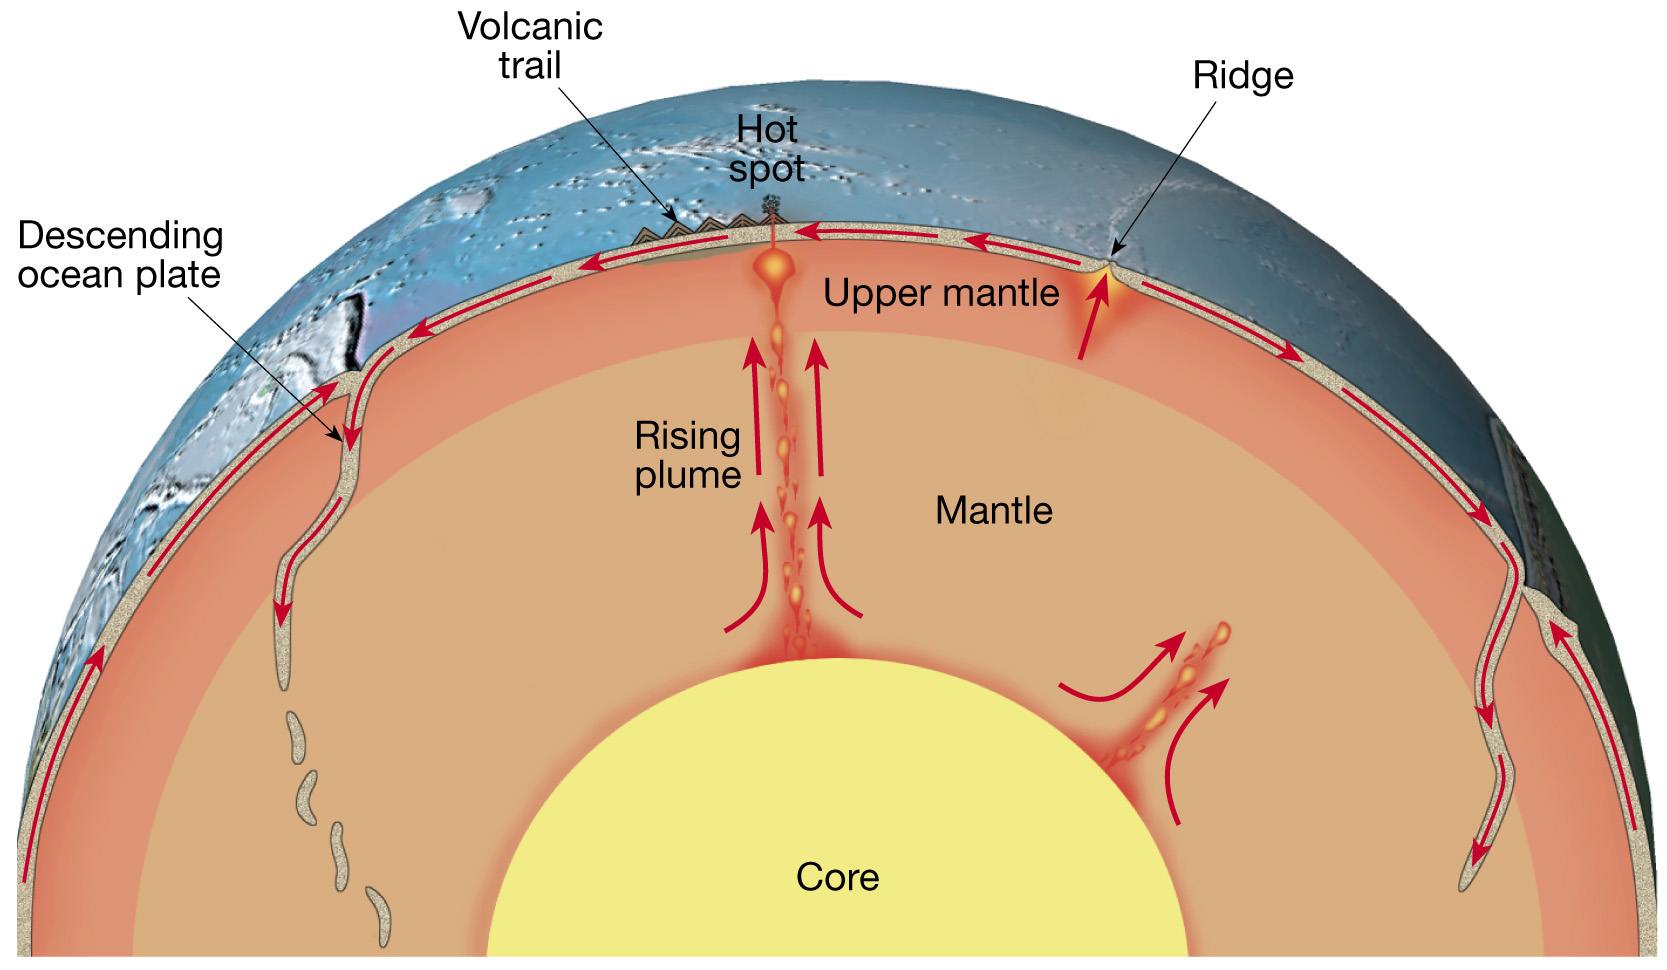 Volcanic
trail
Ridge
Hot
spot
Descending
ocean plate
Upper mantle
Rising
plume
Mantle
Core